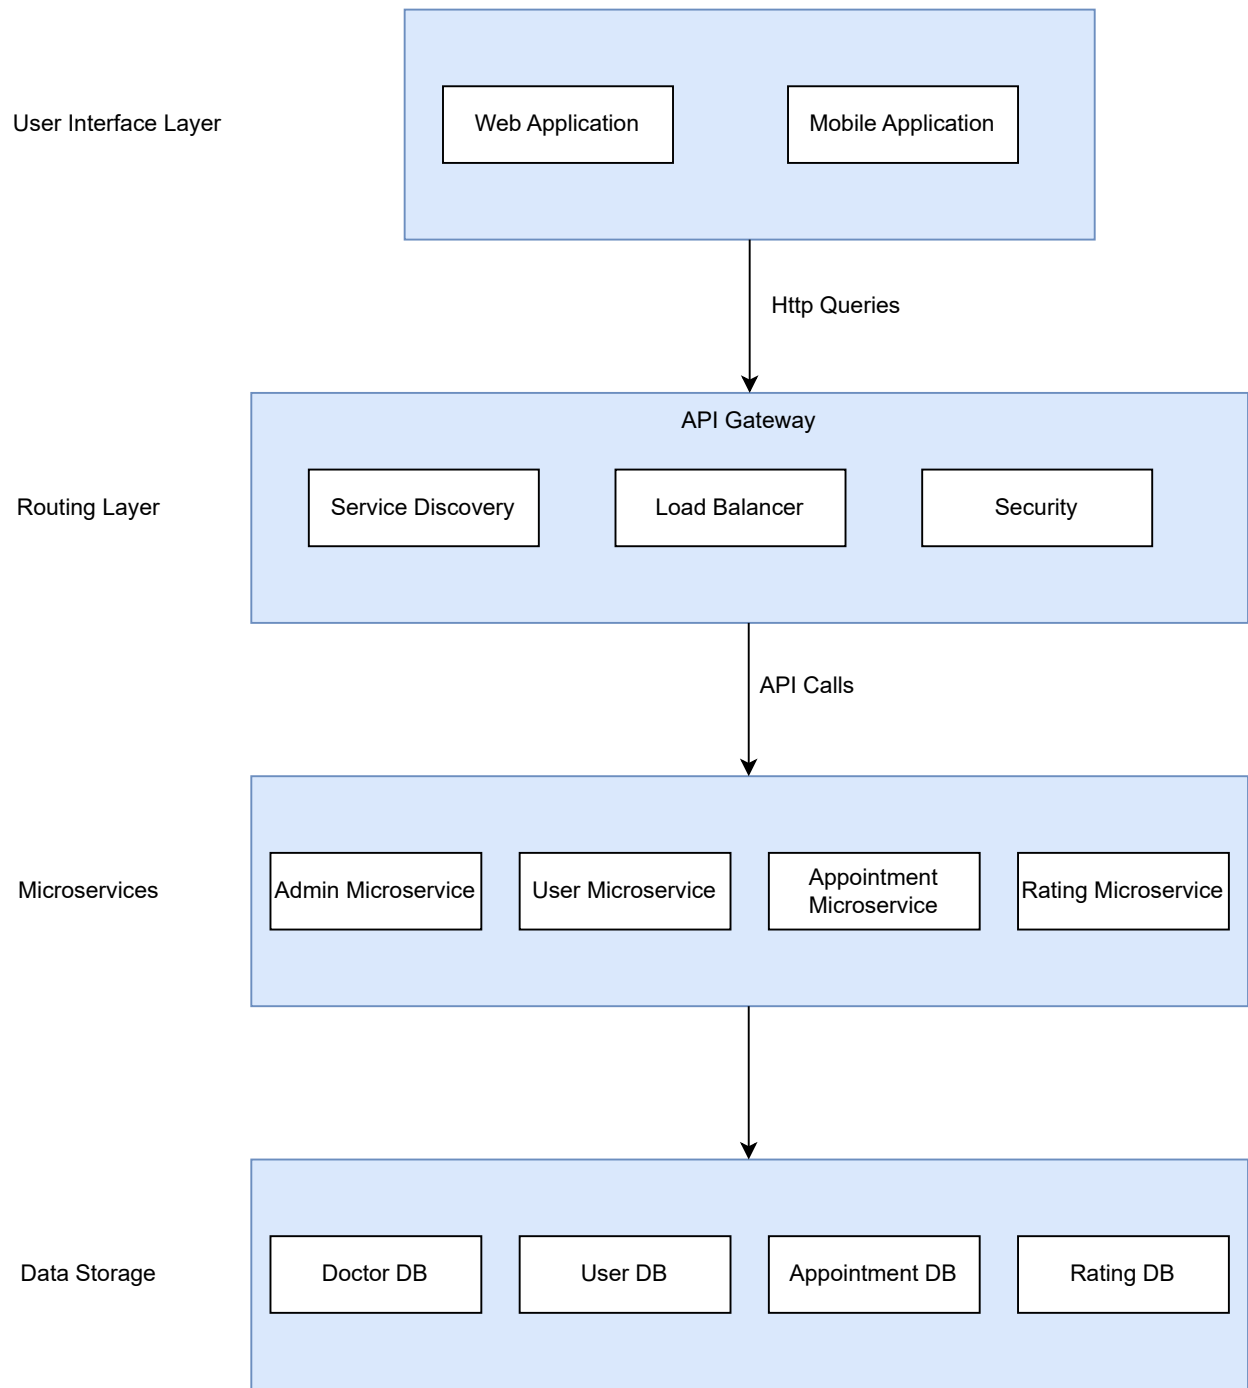 User Interface Layer
Web Application
Mobile Application
Http Queries
API Gateway
Routing Layer
Service Discovery
Load Balancer
Security
API Calls
Microservices
Admin Microservice
User Microservice
Appointment
Microservice
Rating Microservice
Data Storage
Doctor DB
User DB
Appointment DB
Rating DB